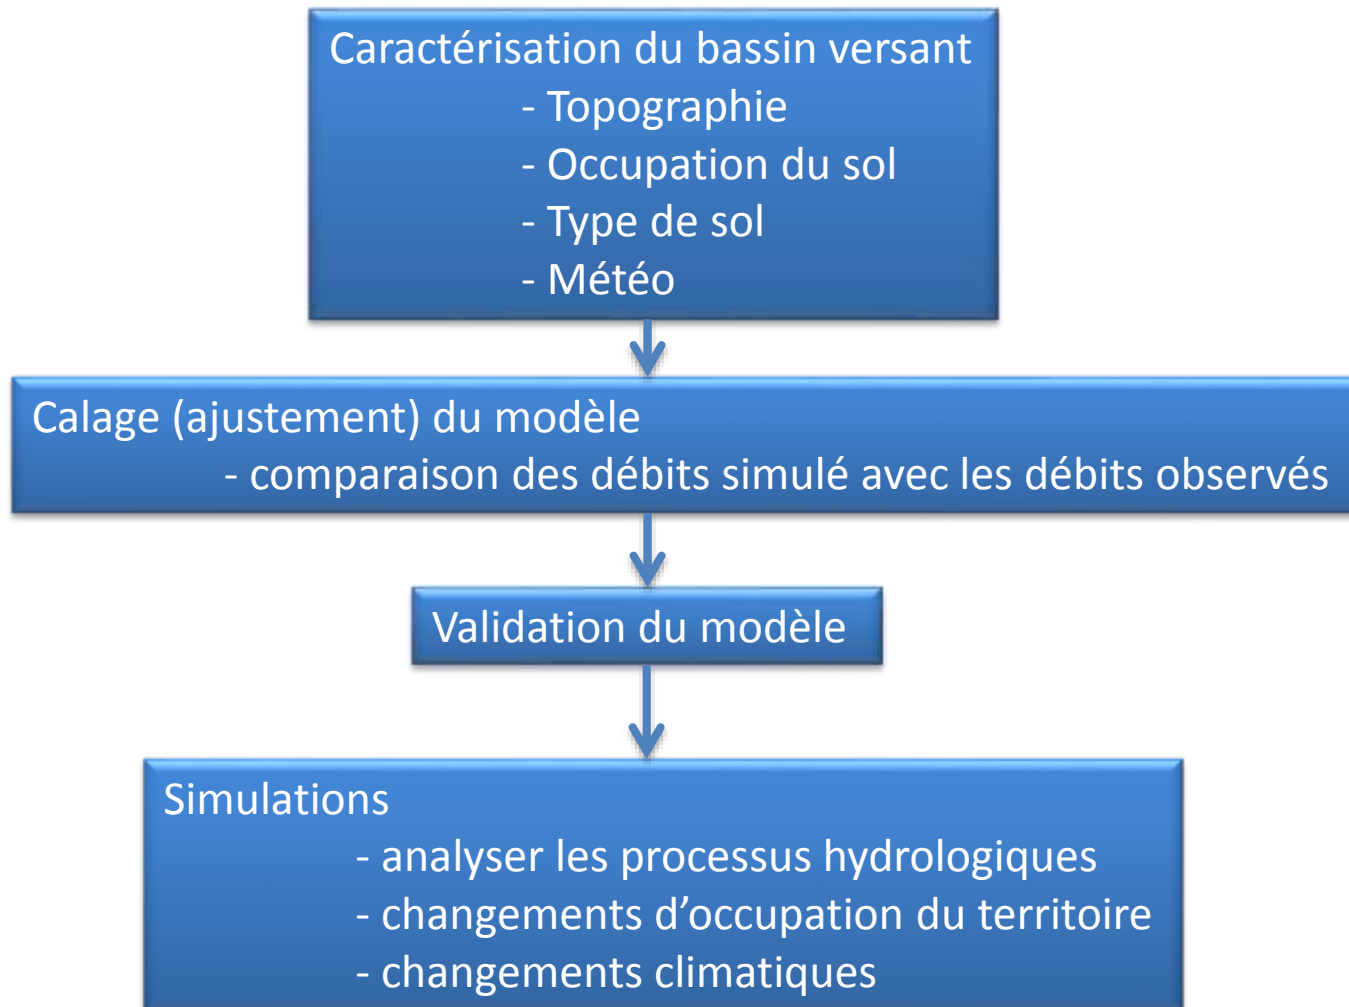 Caractérisation du bassin versant
- Topographie
- Occupation du sol
- Type de sol
- Météo
Calage (ajustement) du modèle
- comparaison des débits simulé avec les débits observés
Validation du modèle
Simulations
- analyser les processus hydrologiques
- changements d’occupation du territoire
- changements climatiques